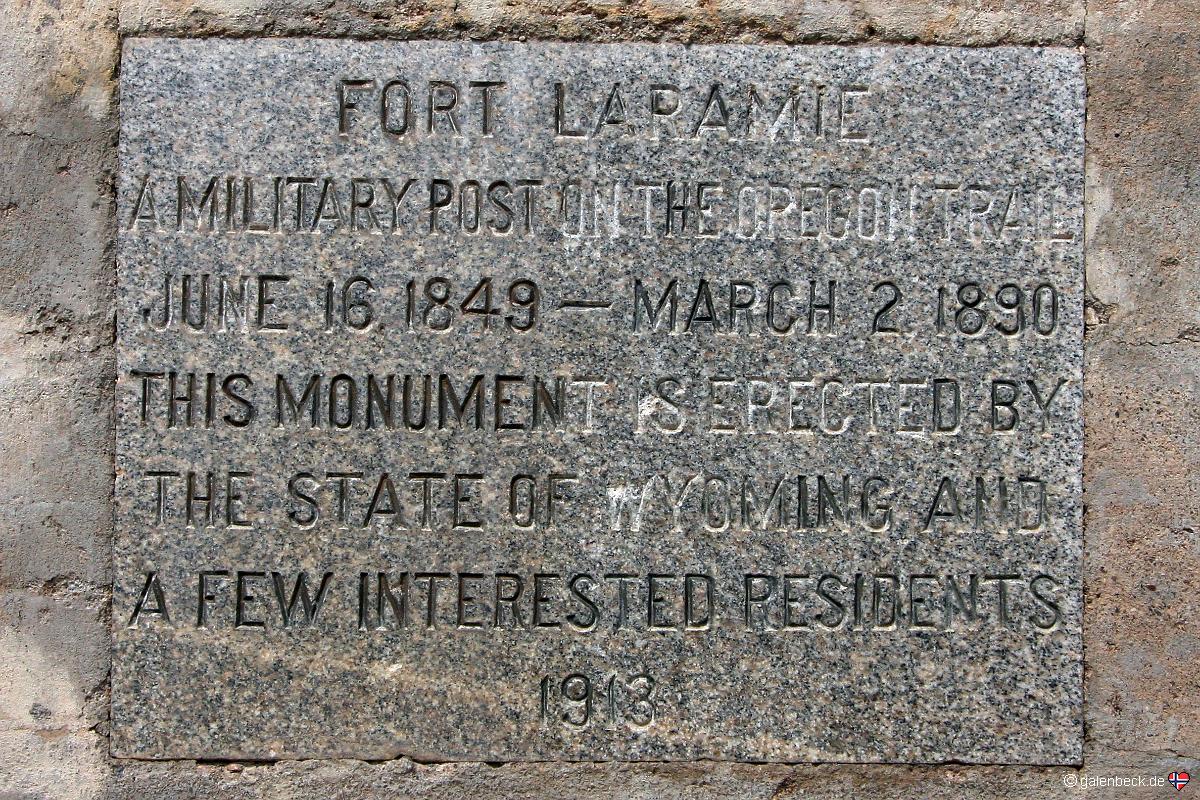 FORT LARAMIE
A MILITARY POST ON THE OREGON TRAIL
JUNE 16. 1849 — MARCH 2. 1890
THIS MONUMENT IS ERECTED BY
THE STATE OF WYOMING AND
A FEW INTERESTED RESIDENTS
1913
© galenbeck.de